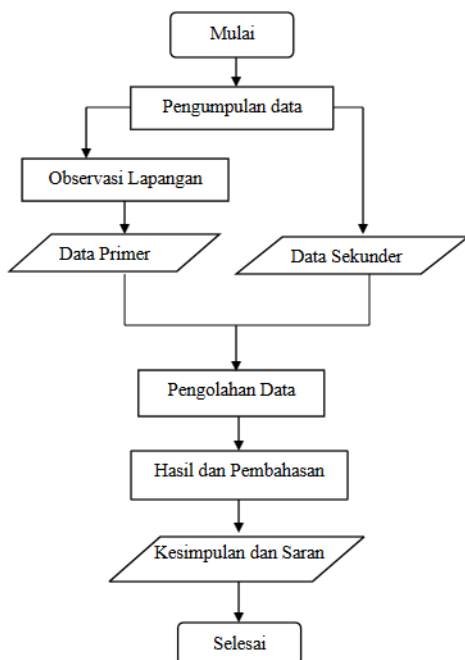 Mulai
Pengumpulan data
Observasi Lapangan
Data Primer
Data Sekunder
Pengolahan Data
Hasil dan Pembahasan
Kesimpulan dan Saran
Selesai